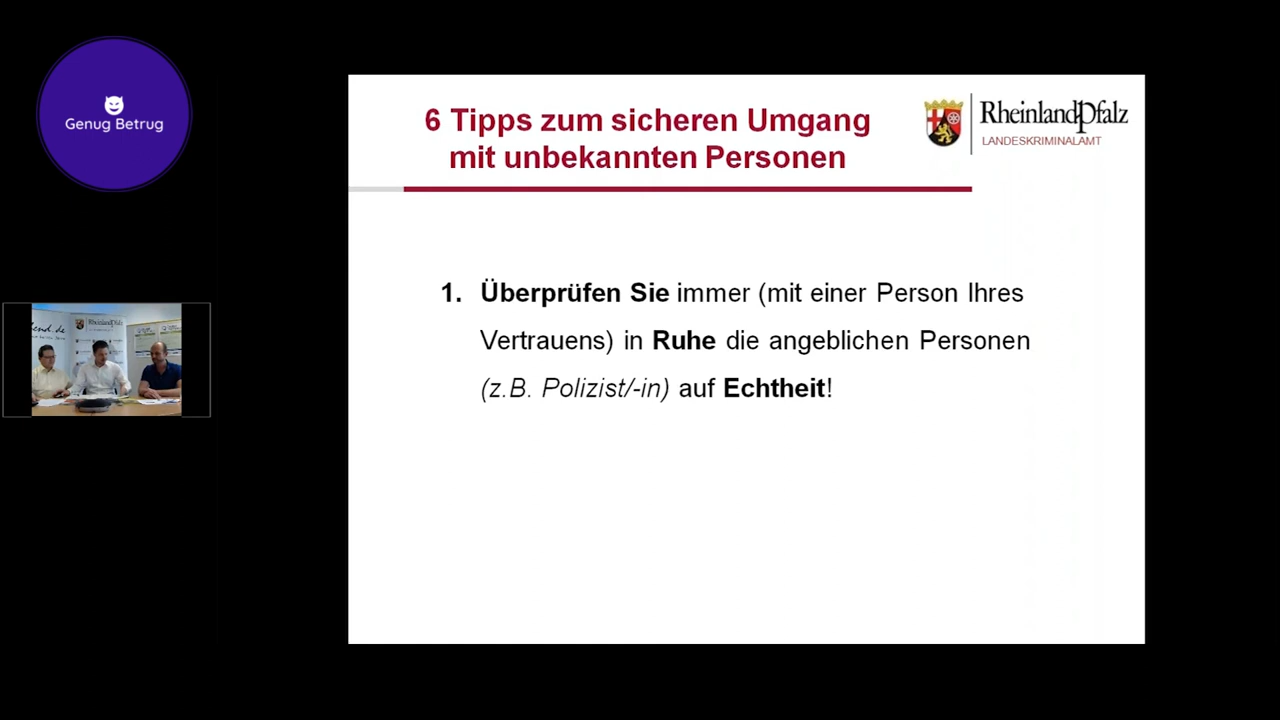 Genug Betrug
6 Tipps zum sicheren Umgang
mit unbekannten Personen
RheinlandPfalz
LANDESKRIMINALAMT
1. Überprüfen Sie immer (mit einer Person Ihres
Vertrauens) in Ruhe die angeblichen Personen
(z.B. Polizist/-in) auf Echtheit!
RheinlandPfalz